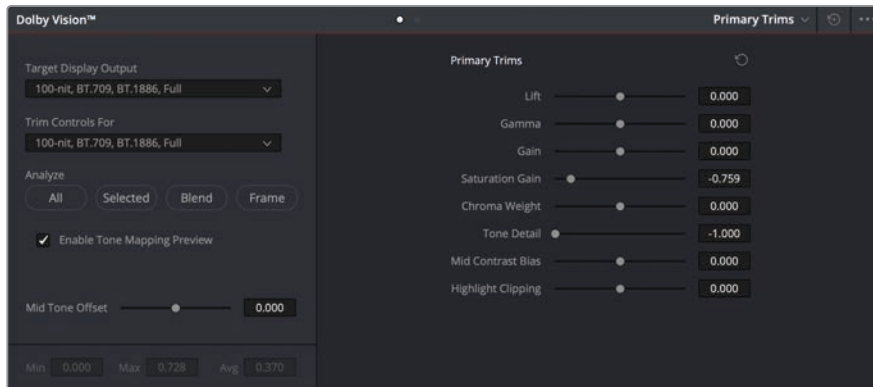 Dolby Vision™
Primary Trims
Target Display Output
100-nit, BT.709, BT.1886, Full
Trim Controls For
100-nit, BT.709, BT.1886, Full
Analyze
All Selected Blend Frame
Enable Tone Mapping Preview
Mid Tone Offset 0.000
Min 0.000 Max 0.728 Avg 0.370
Primary Trims
Lift 0.000
Gamma 0.000
Gain 0.000
Saturation Gain -0.759
Chroma Weight 0.000
Tone Detail -1.000
Mid Contrast Bias 0.000
Highlight Clipping 0.000